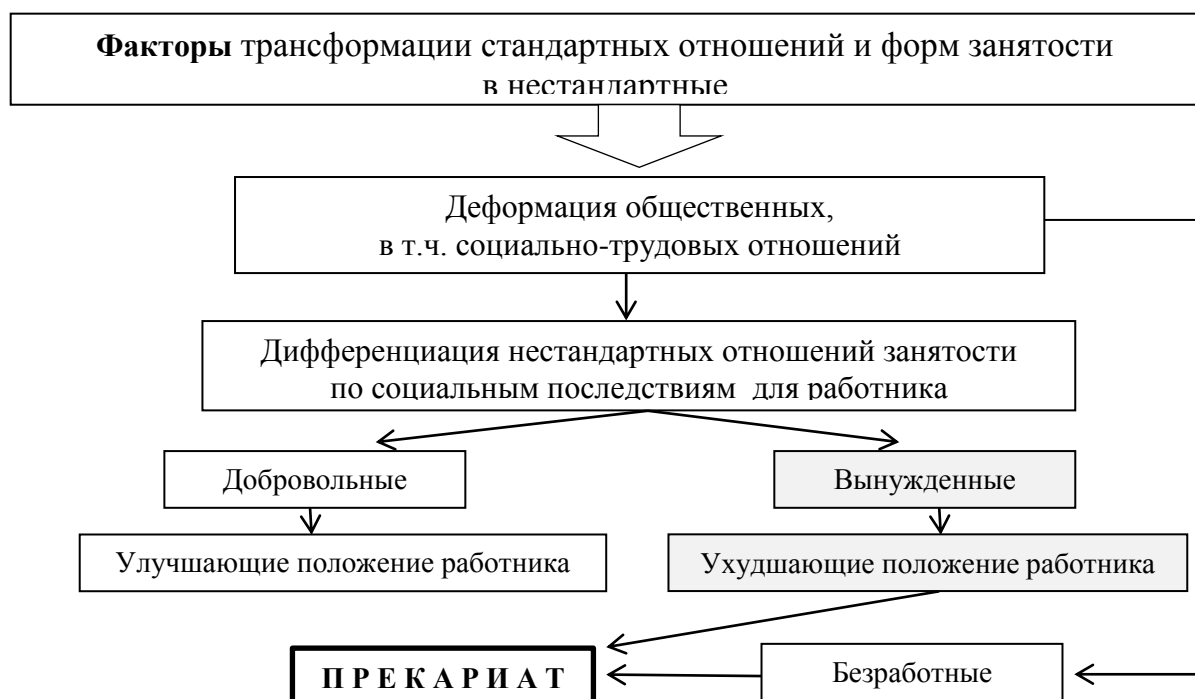 Факторы трансформации стандартных отношений и форм занятости
в нестандартные
Деформация общественных,
в т.ч. социально-трудовых отношений
Дифференциация нестандартных отношений занятости
по социальным последствиям для работника
Добровольные
Вынужденные
Улучшающие положение работника
Ухудшающие положение работника
П Р Е К А Р И А Т
Безработные